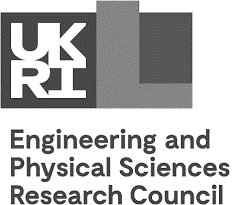 UK
RI
Engineering and
Physical Sciences
Research Council